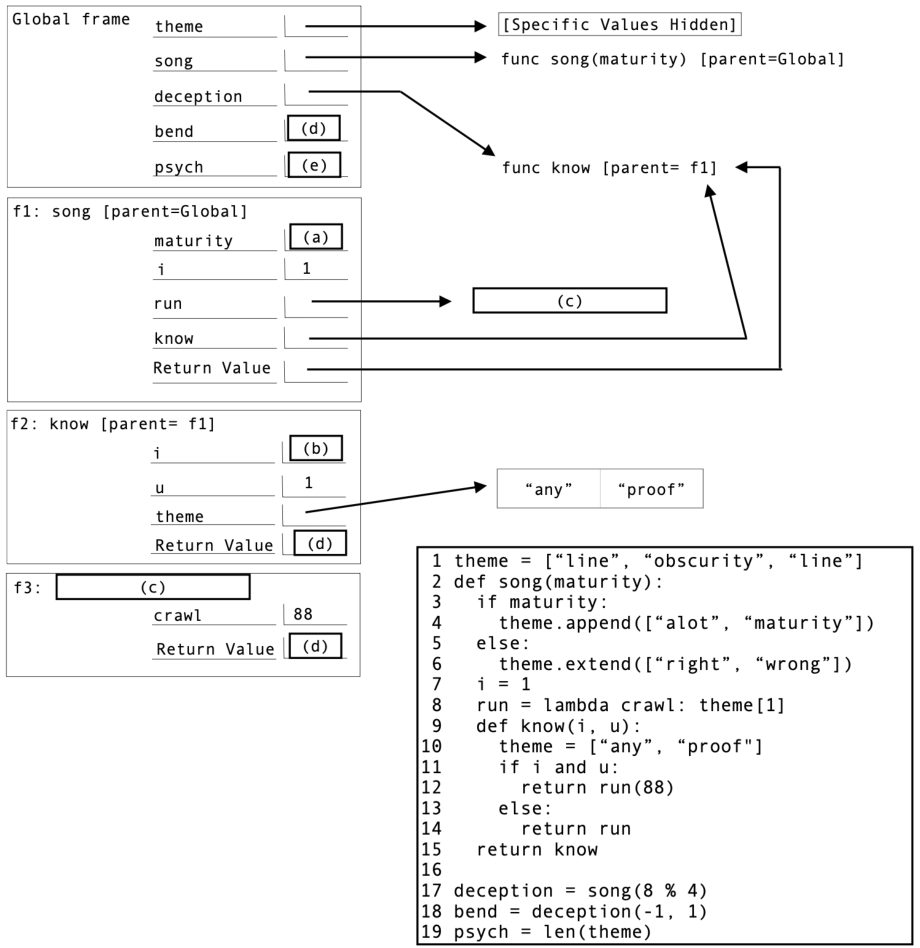 Global frame
theme [Specific Values Hidden]
song func song(maturity) [parent=Global]
deception
bend (d)
psych (e)
func know [parent= f1]
f1: song [parent=Global]
maturity (a)
i 1
run (c)
know
Return Value
f2: know [parent= f1]
i (b)
u 1
theme “any” “proof”
Return Value (d)
f3: (c)
crawl 88
Return Value (d)
1 theme = [“line”, “obscurity”, “line”]
2 def song(maturity):
3 if maturity:
4 theme.append([“alot”, “maturity”])
5 else:
6 theme.extend([“right”, “wrong”])
7 i = 1
8 run = lambda crawl: theme[1]
9 def know(i, u):
10 theme = [“any”, “proof"]
11 if i and u:
12 return run(88)
13 else:
14 return run
15 return know
16
17 deception = song(8 % 4)
18 bend = deception(-1, 1)
19 psych = len(theme)